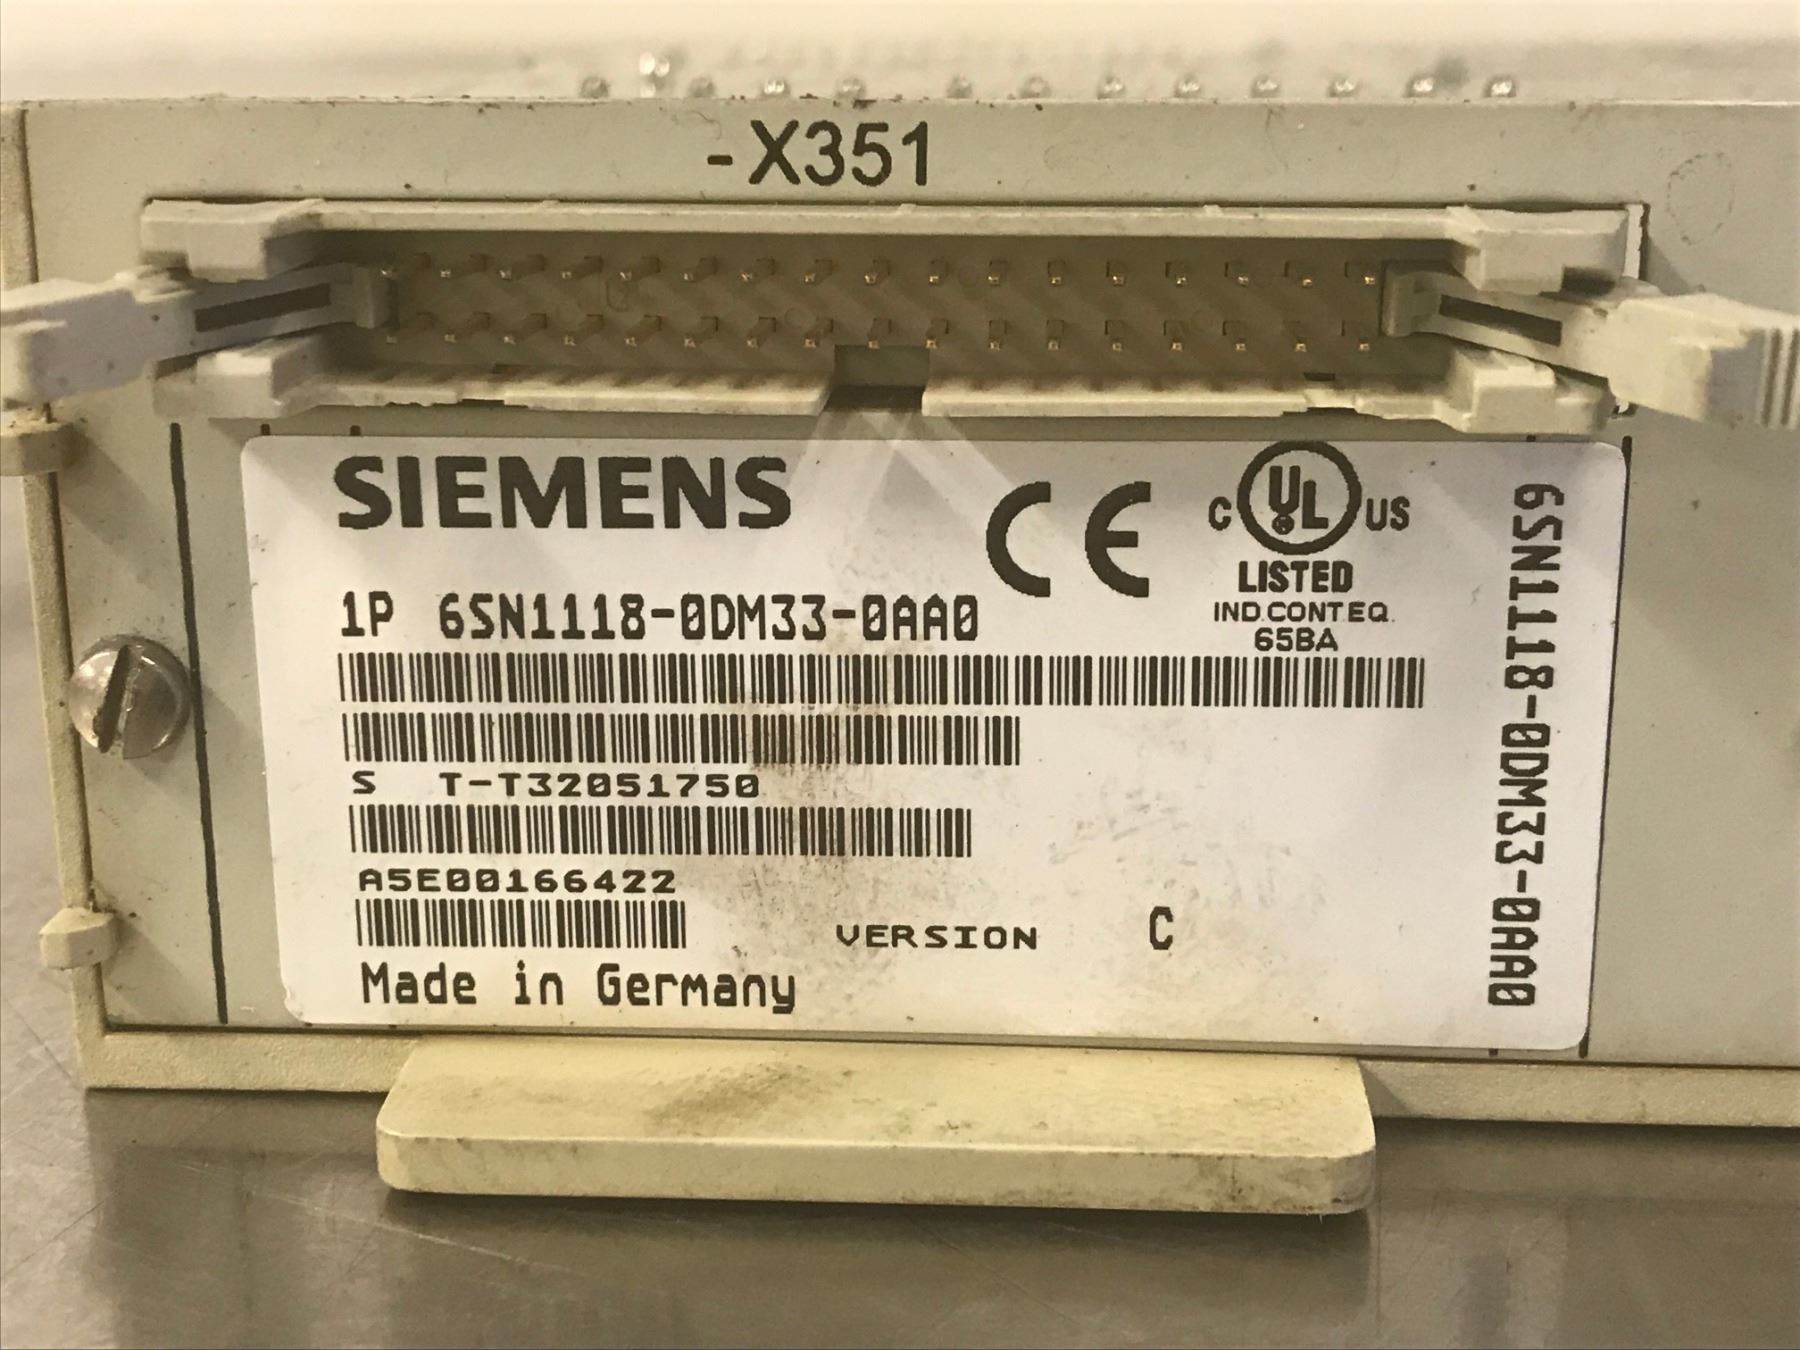 -X351
SIEMENS
CE
C UL US
LISTED
IND.CONT.EQ.
65BA
1P 6SN1118-0DM33-0AA0
S T-T32051750
A5E00166422
VERSION C
Made in Germany
6SN1118-0DM33-0AA0